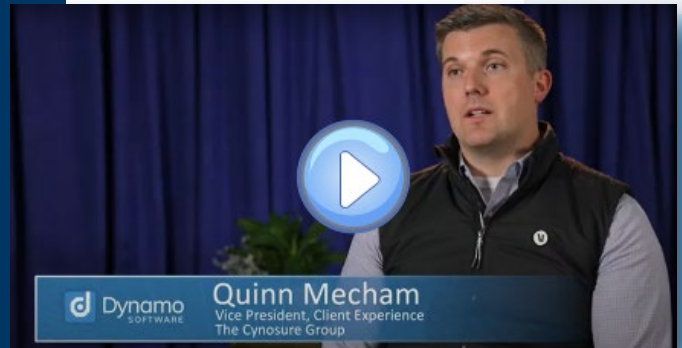 Dynamo
SOFTWARE
Quinn Mecham
Vice President, Client Experience
The Cynosure Group